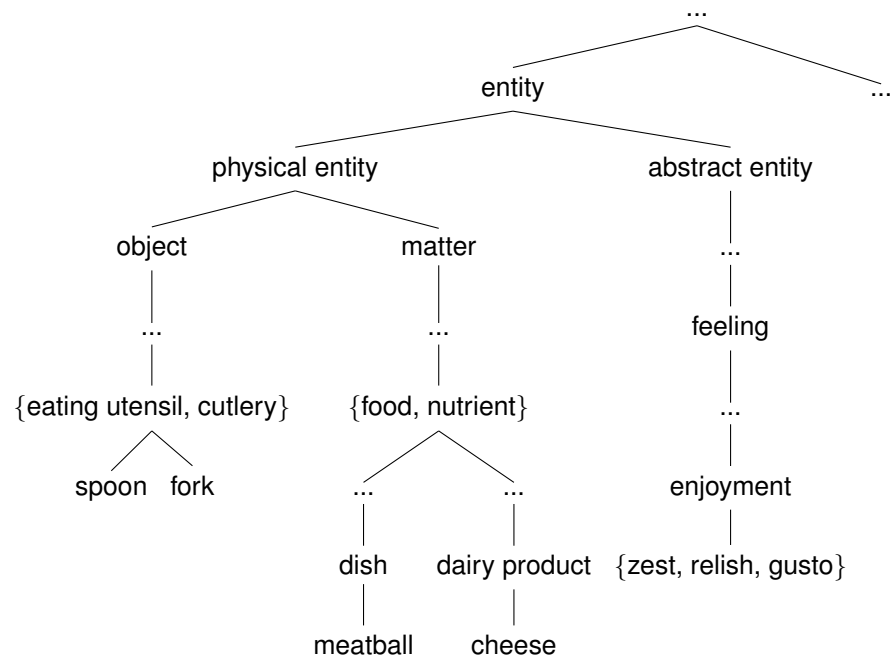 ...
entity ...
physical entity abstract entity
object matter ...
... ... feeling
{eating utensil, cutlery} {food, nutrient} ...
spoon fork ... ... enjoyment
dish dairy product {zest, relish, gusto}
meatball cheese